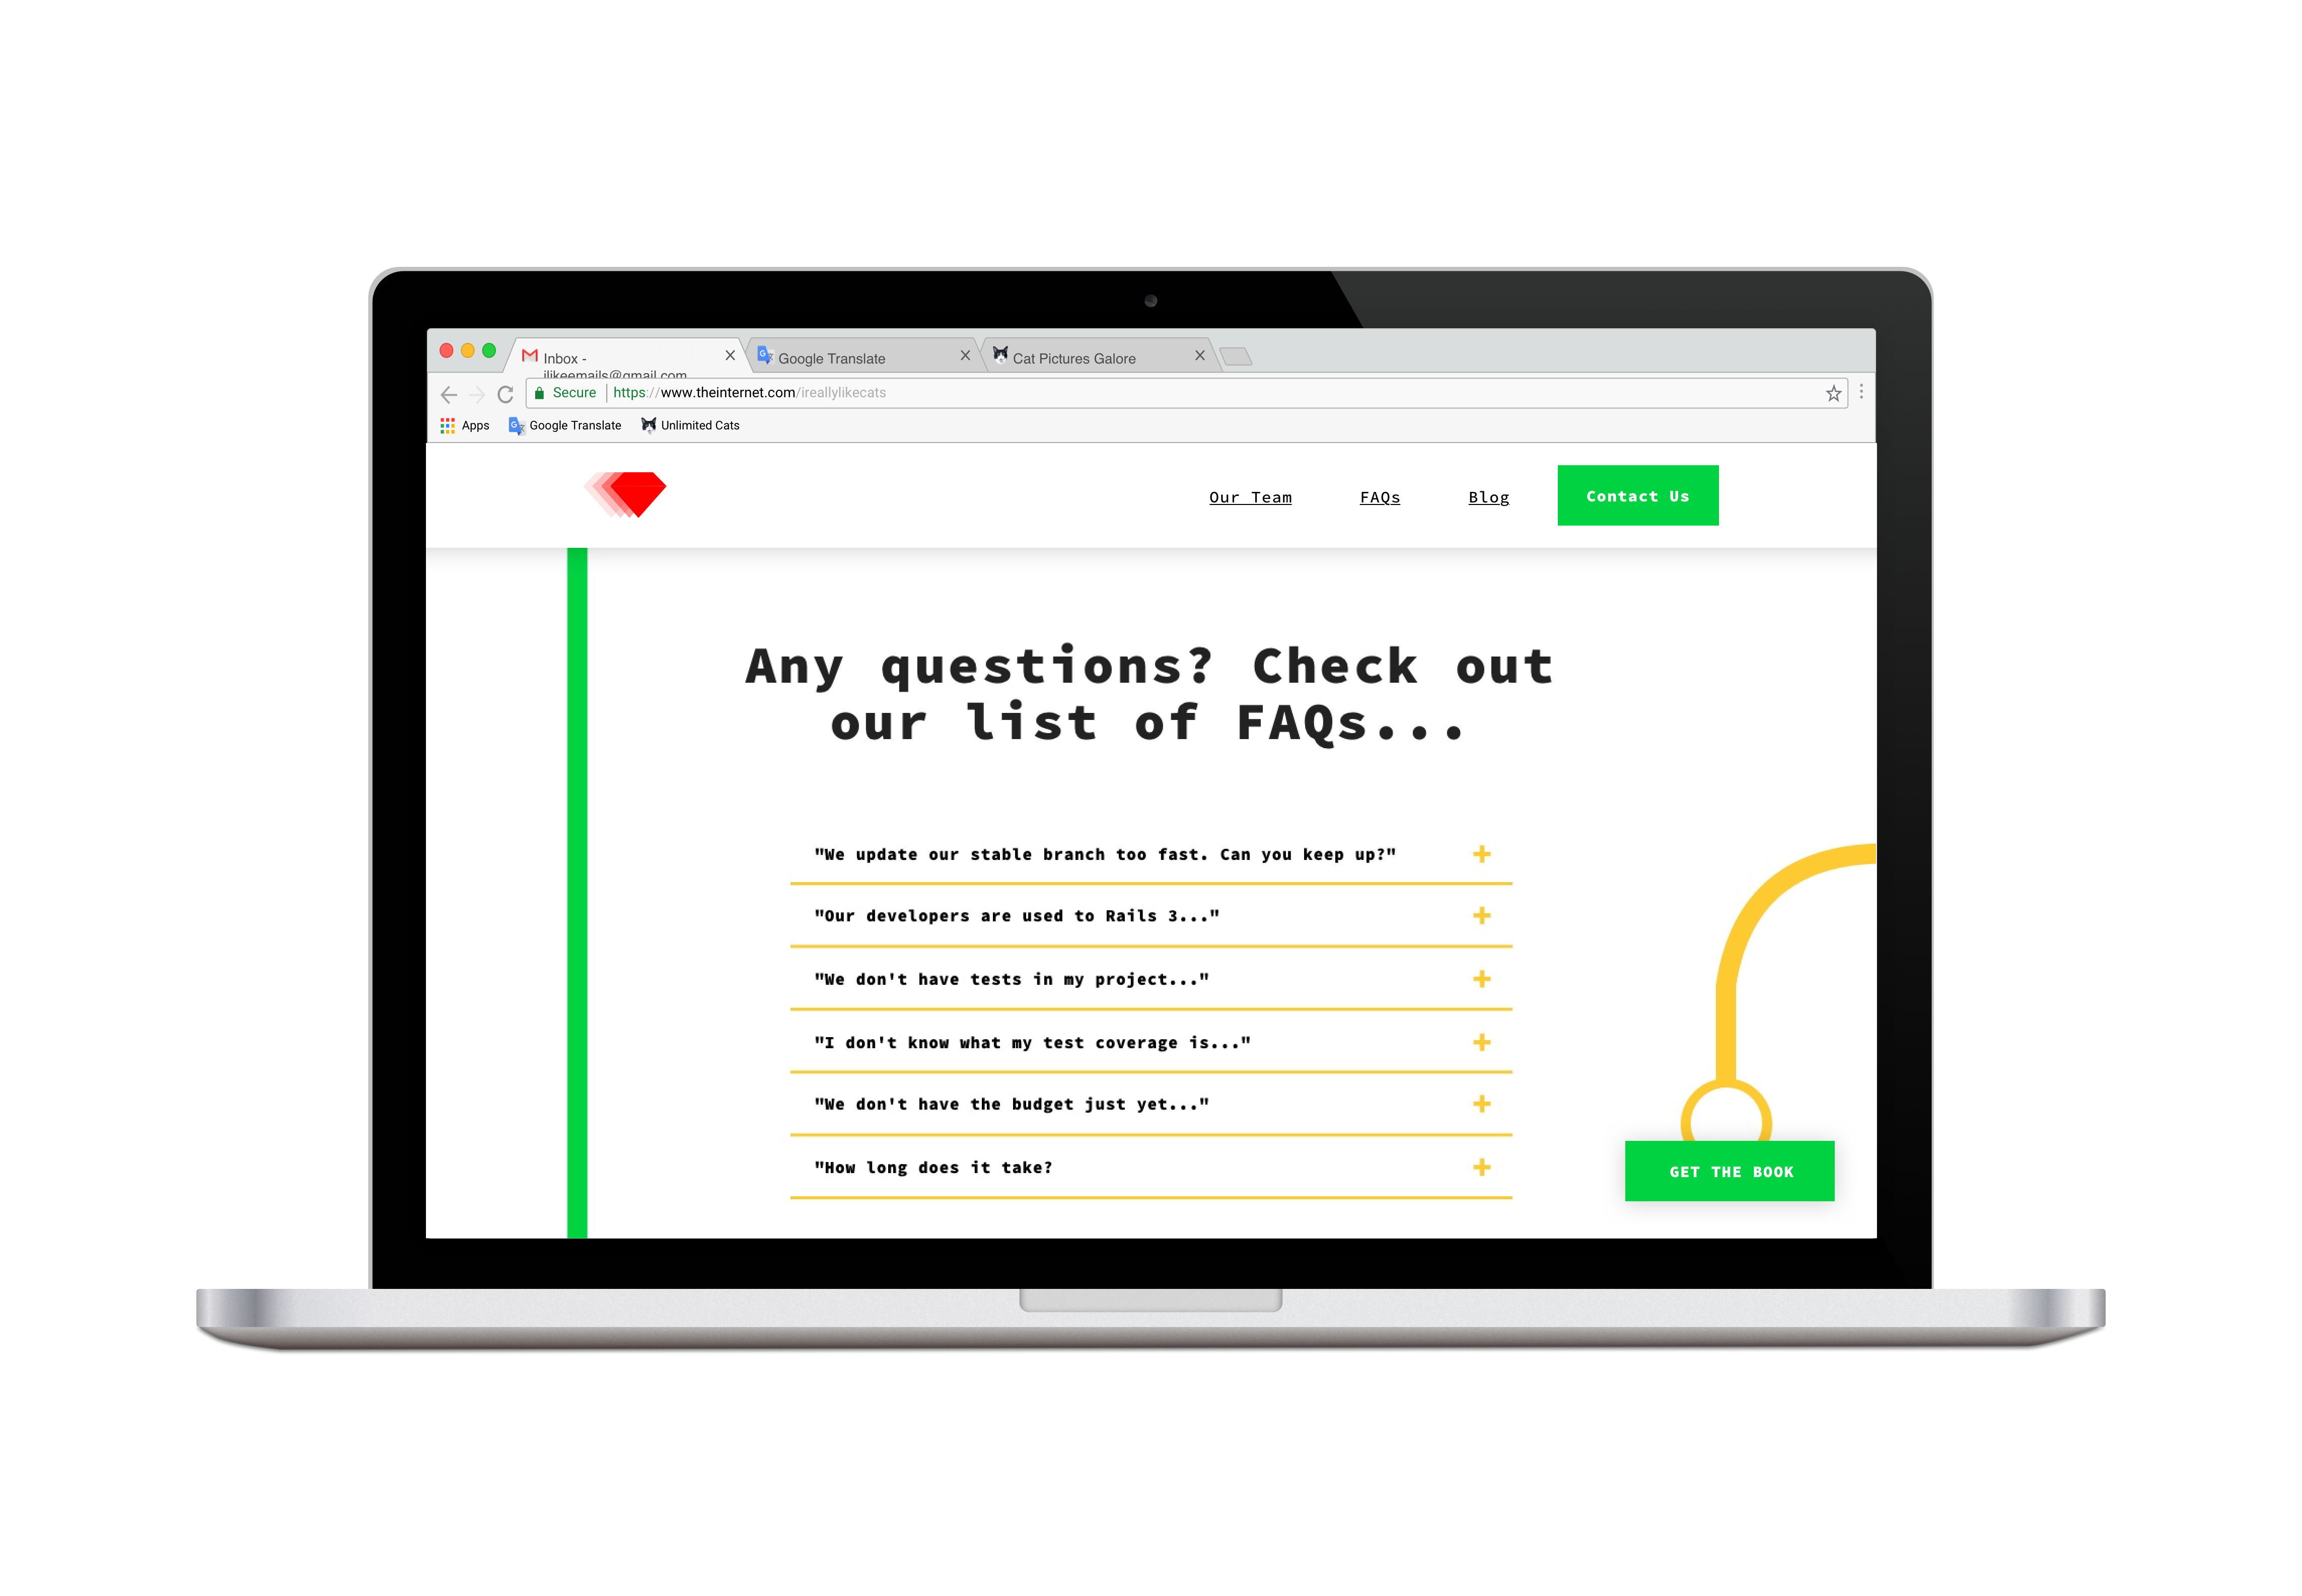 Inbox -
ilikeemails@gmail.com
Google Translate
Cat Pictures Galore
Secure
https://www.theinternet.com/ireallylikecats
Apps
Google Translate
Unlimited Cats
Our Team
FAQs
Blog
Contact Us
Any questions? Check out
our list of FAQs...
"We update our stable branch too fast. Can you keep up?"
"Our developers are used to Rails 3..."
"We don't have tests in my project..."
"I don't know what my test coverage is..."
"We don't have the budget just yet..."
"How long does it take?
GET THE BOOK